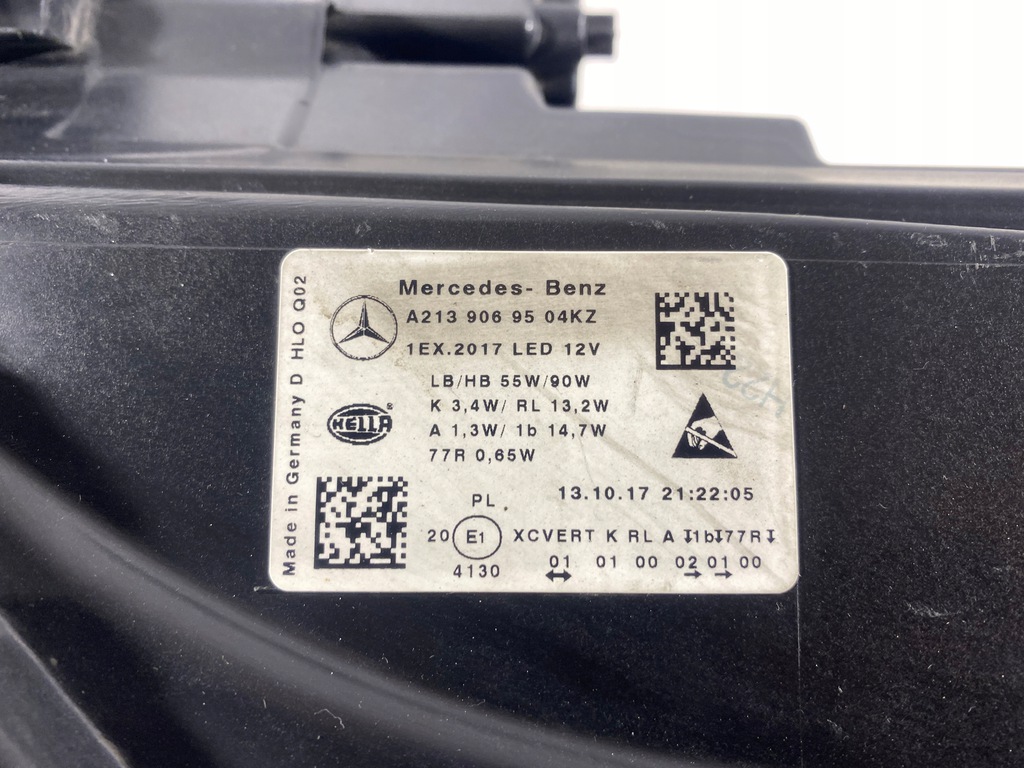 Mercedes- Benz
A213 906 95 04KZ
1EX.2017 LED 12V
LB/HB 55W/90W
K 3,4W/ RL 13,2W
A 1,3W/ 1b 14,7W
77R 0,65W
HELLA
®
Made in Germany D HLO Q02
13.10.17 21:22:05
PL
20 E1 XCVERT K RL A 1b 77R
4130 01 01 00 02 01 00